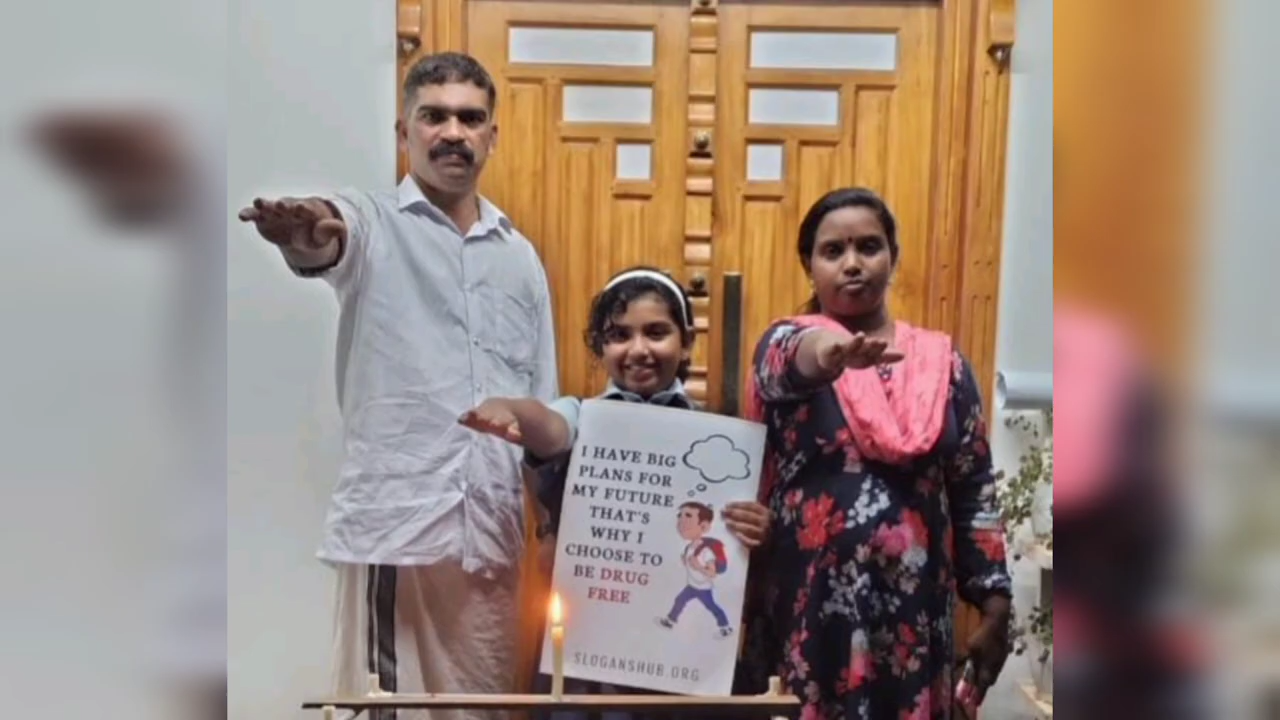 I HAVE BIG
PLANS FOR
MY FUTURE
THAT'S
WHY I
CHOOSE TO
BE DRUG
FREE
SLOGANSHUB.ORG